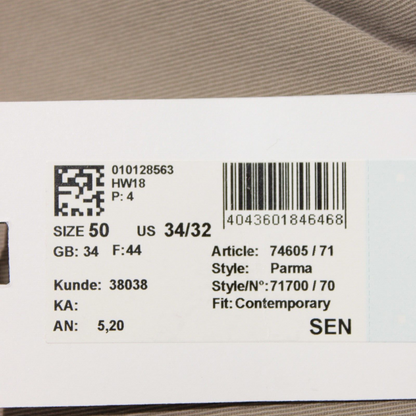 010128563
HW18
P: 4
4043601846468
SIZE 50 US 34/32
GB: 34 F: 44
Article: 74605 / 71
Style: Parma
Kunde: 38038
Style/N°: 71700 / 70
KA:
Fit: Contemporary
AN: 5,20
SEN